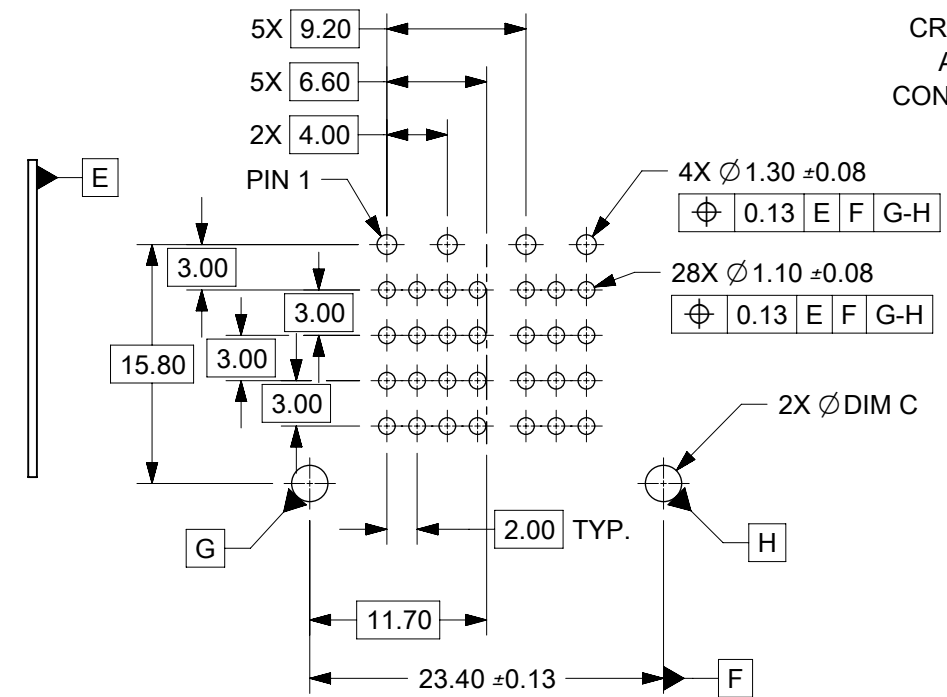 5X 9.20
CR
5X 6.60
A
CON
2X 4.00
E
PIN 1
4X Ø 1.30 ±0.08
⌖ 0.13 E F G-H
3.00
28X Ø 1.10 ±0.08
3.00
⌖ 0.13 E F G-H
3.00
15.80
3.00
2X Ø DIM C
2.00 TYP.
G
H
11.70
23.40 ±0.13
F